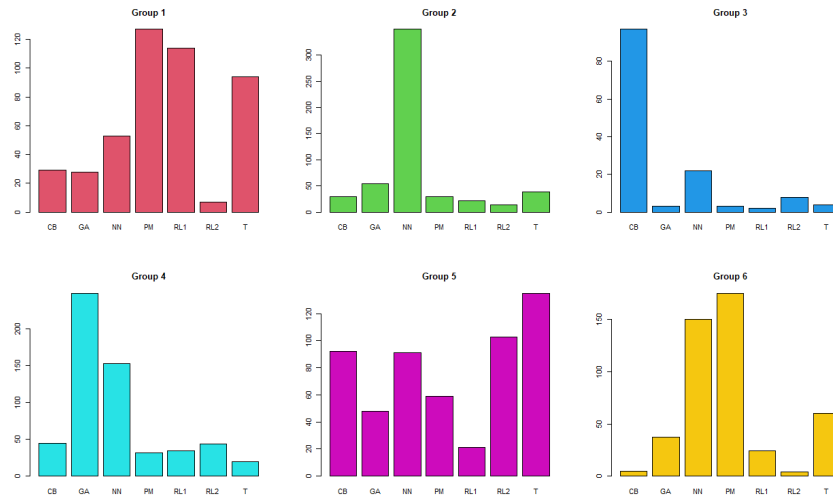 Group 1
120
100
80
60
40
20
0
CB GA NN PM RL1 RL2 T
Group 2
300
250
200
150
100
50
0
CB GA NN PM RL1 RL2 T
Group 3
80
60
40
20
0
CB GA NN PM RL1 RL2 T
Group 4
200
150
100
50
0
CB GA NN PM RL1 RL2 T
Group 5
120
100
80
60
40
20
0
CB GA NN PM RL1 RL2 T
Group 6
150
100
50
0
CB GA NN PM RL1 RL2 T